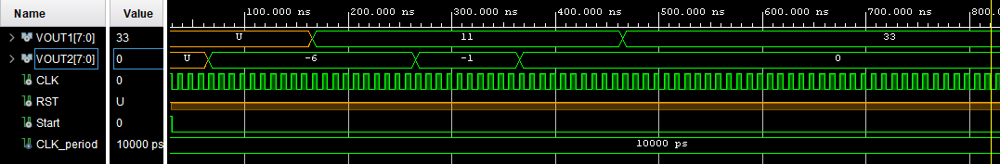 Name Value 100.000 ns 200.000 ns 300.000 ns 400.000 ns 500.000 ns 600.000 ns 700.000 ns 800.
VOUT1[7:0] 33 U 11 33
VOUT2[7:0] 0 U -6 -1 0
CLK 0
RST U
Start 0
CLK_period 10000 ps 10000 ps